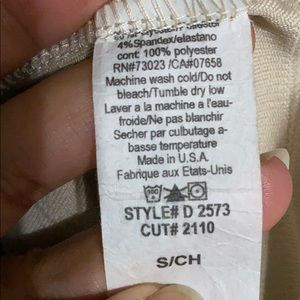 4%Spandex/elastano
cont: 100% polyester
RN#73023 /CA#07658
Machine wash cold/Do not
bleach/Tumble dry low
Laver a la machine a l'eau-
froide/Ne pas blanchir
Secher par culbutage a-
basse temperature
Made in U.S.A.
Fabrique aux Etats-Unis
STYLE# D 2573
CUT# 2110
S/CH